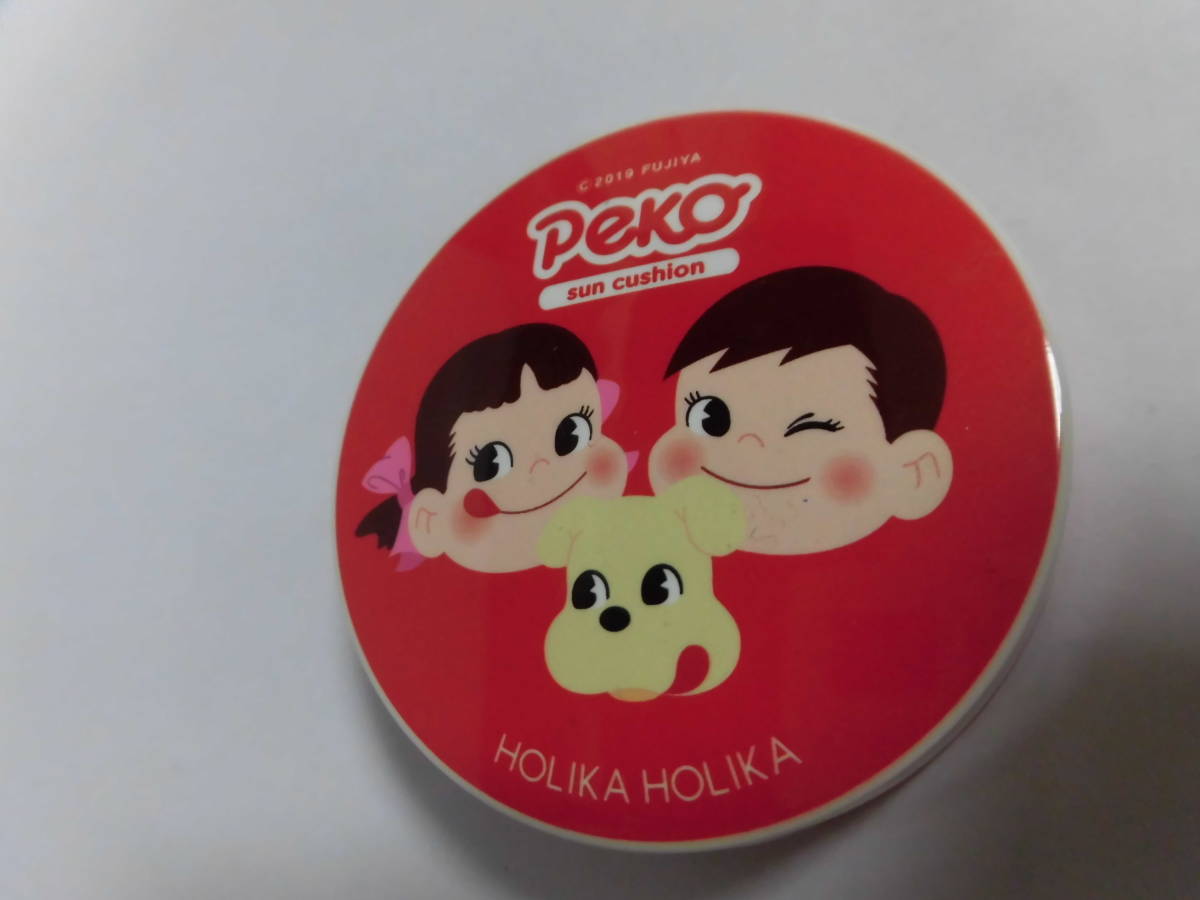 ©2019 FUJIYA
Peko
sun cushion
HOLIKA HOLIKA